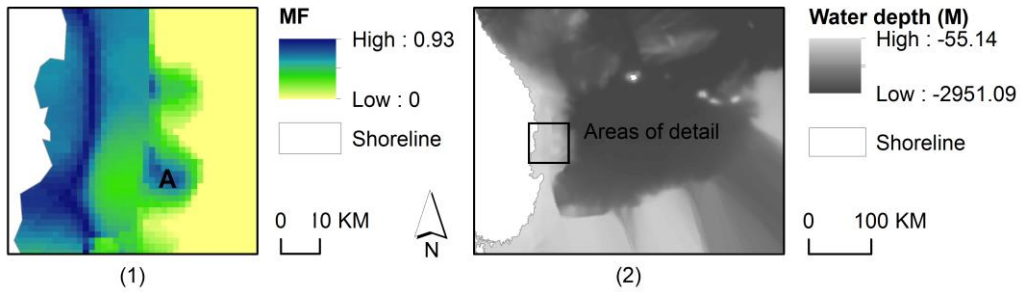 MF
High : 0.93
Low : 0
Shoreline
0 10 KM
A
N
(1)
Water depth (M)
High : -55.14
Low : -2951.09
Shoreline
0 100 KM
Areas of detail
(2)